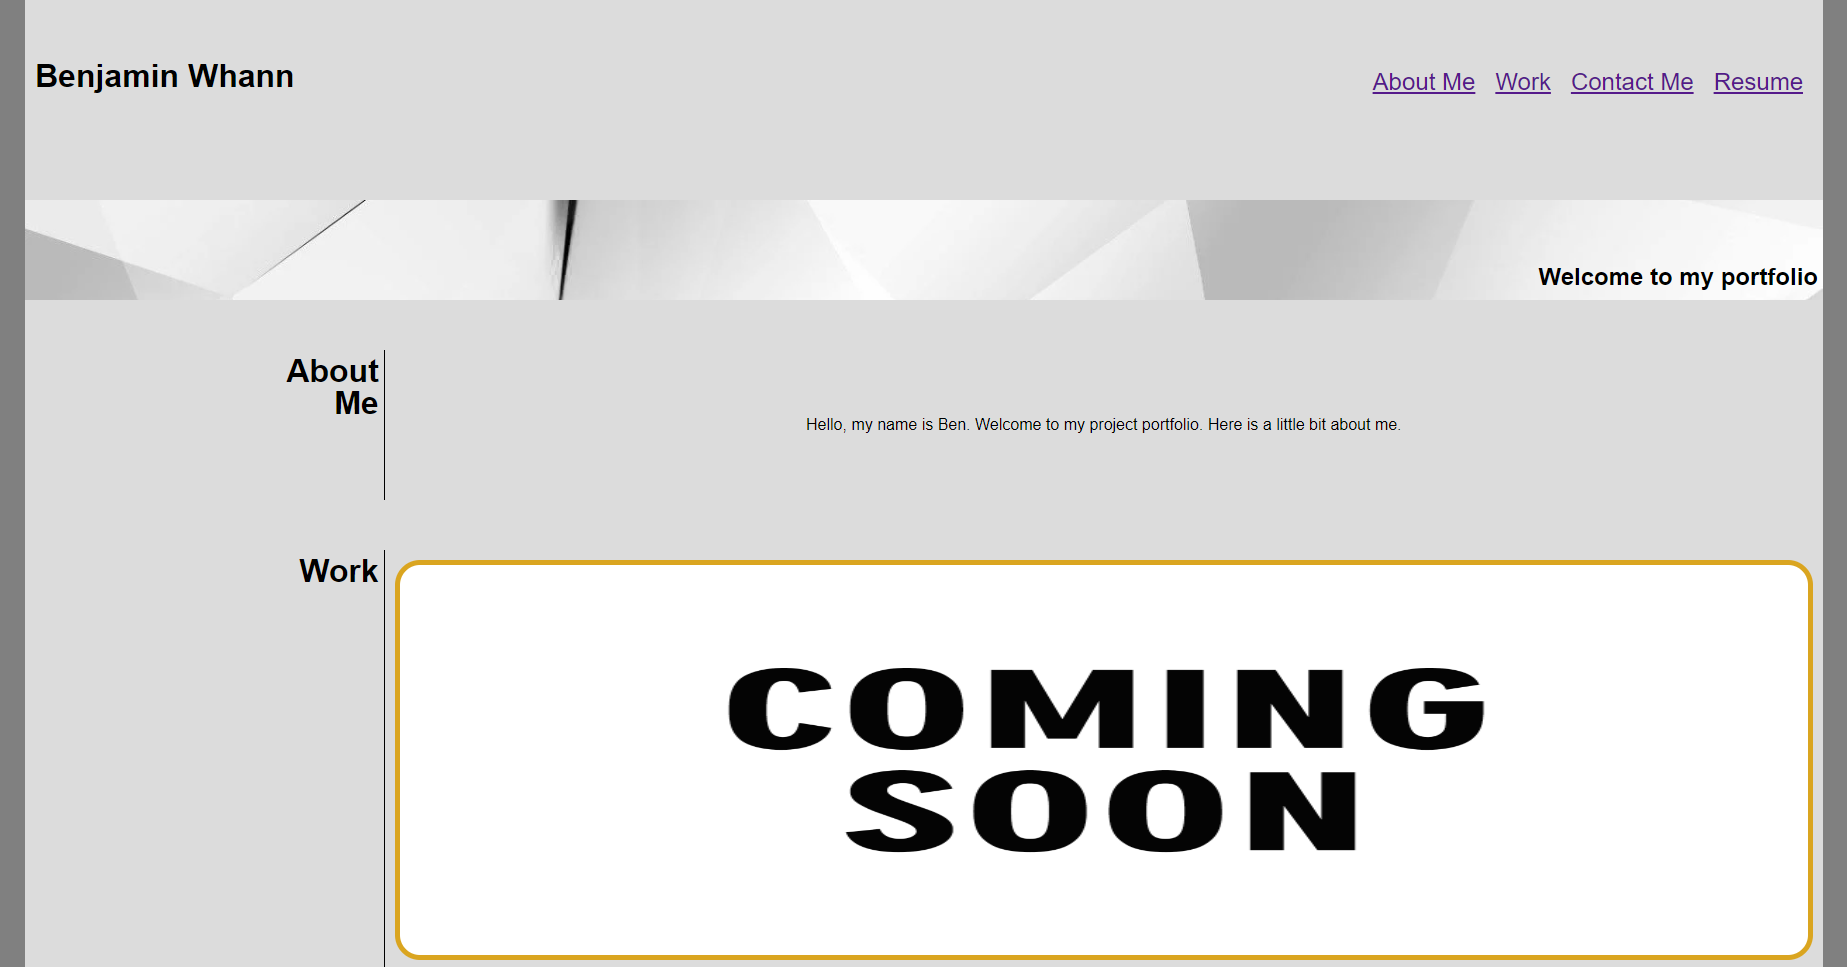 Benjamin Whann
About Me Work Contact Me Resume
Welcome to my portfolio
About
Me
Hello, my name is Ben. Welcome to my project portfolio. Here is a little bit about me.
Work
COMING
SOON